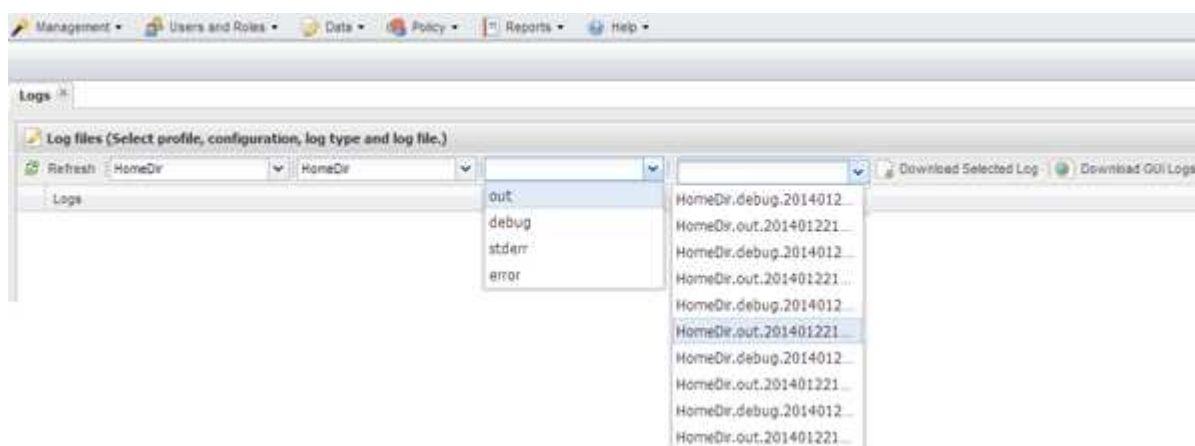 Management Users and Roles Data Policy Reports Help
Logs
Log files (Select profile, configuration, log type and log file.)
Refresh HomeDir HomeDir Download Selected Log Download GUI Logs
Logs
out
debug
stderr
error
HomeDir.debug.2014012...
HomeDir.out.201401221...
HomeDir.debug.2014012...
HomeDir.out.201401221...
HomeDir.debug.2014012...
HomeDir.out.201401221...
HomeDir.debug.2014012...
HomeDir.out.201401221...
HomeDir.debug.2014012...
HomeDir.out.201401221...